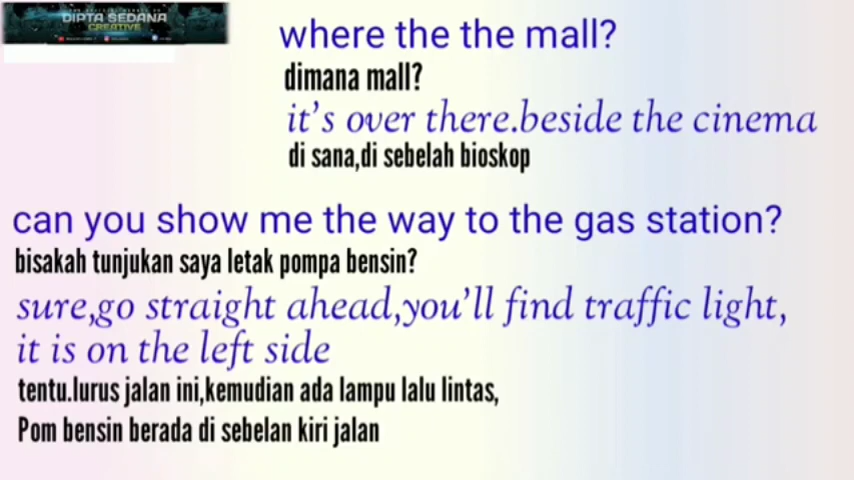 DIPTA SEDANA
CREATIVE
where the the mall?
dimana mall?
it's over there.beside the cinema
di sana,di sebelah bioskop
can you show me the way to the gas station?
bisakah tunjukan saya letak pompa bensin?
sure,go straight ahead,you'll find traffic light,
it is on the left side
tentu.lurus jalan ini,kemudian ada lampu lalu lintas,
Pom bensin berada di sebelan kiri jalan